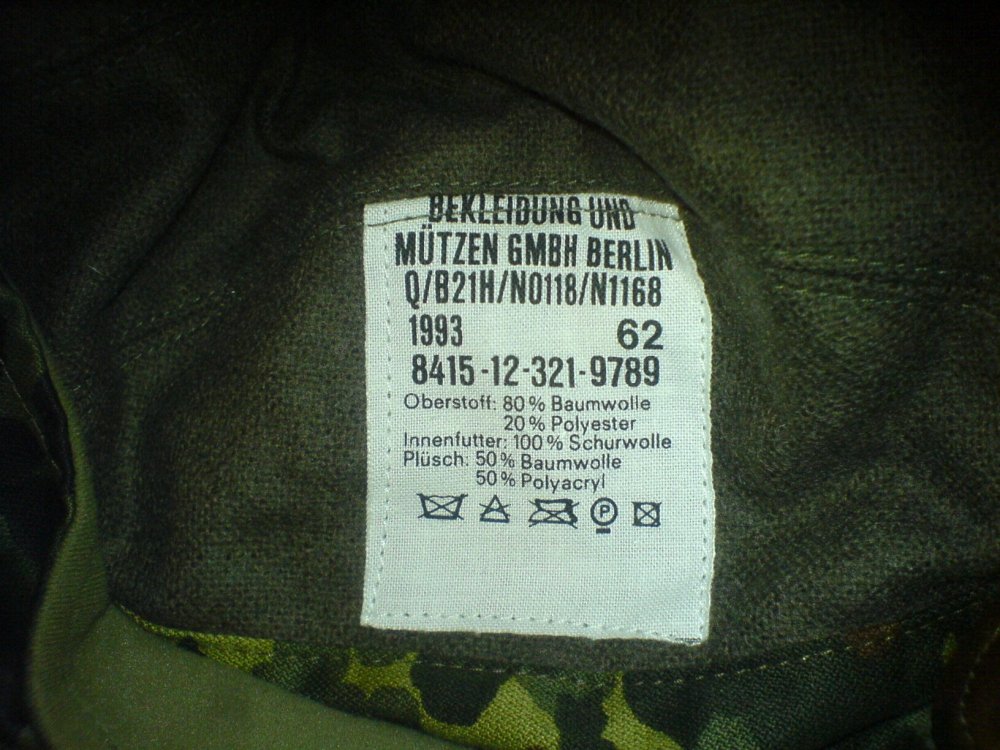 BEKLEIDUNG UND
MÜTZEN GMBH BERLIN
Q/B21H/N0118/N1168
1993 62
8415-12-321-9789
Oberstoff: 80% Baumwolle
20% Polyester
Innenfutter: 100% Schurwolle
Plüsch: 50% Baumwolle
50% Polyacryl
P